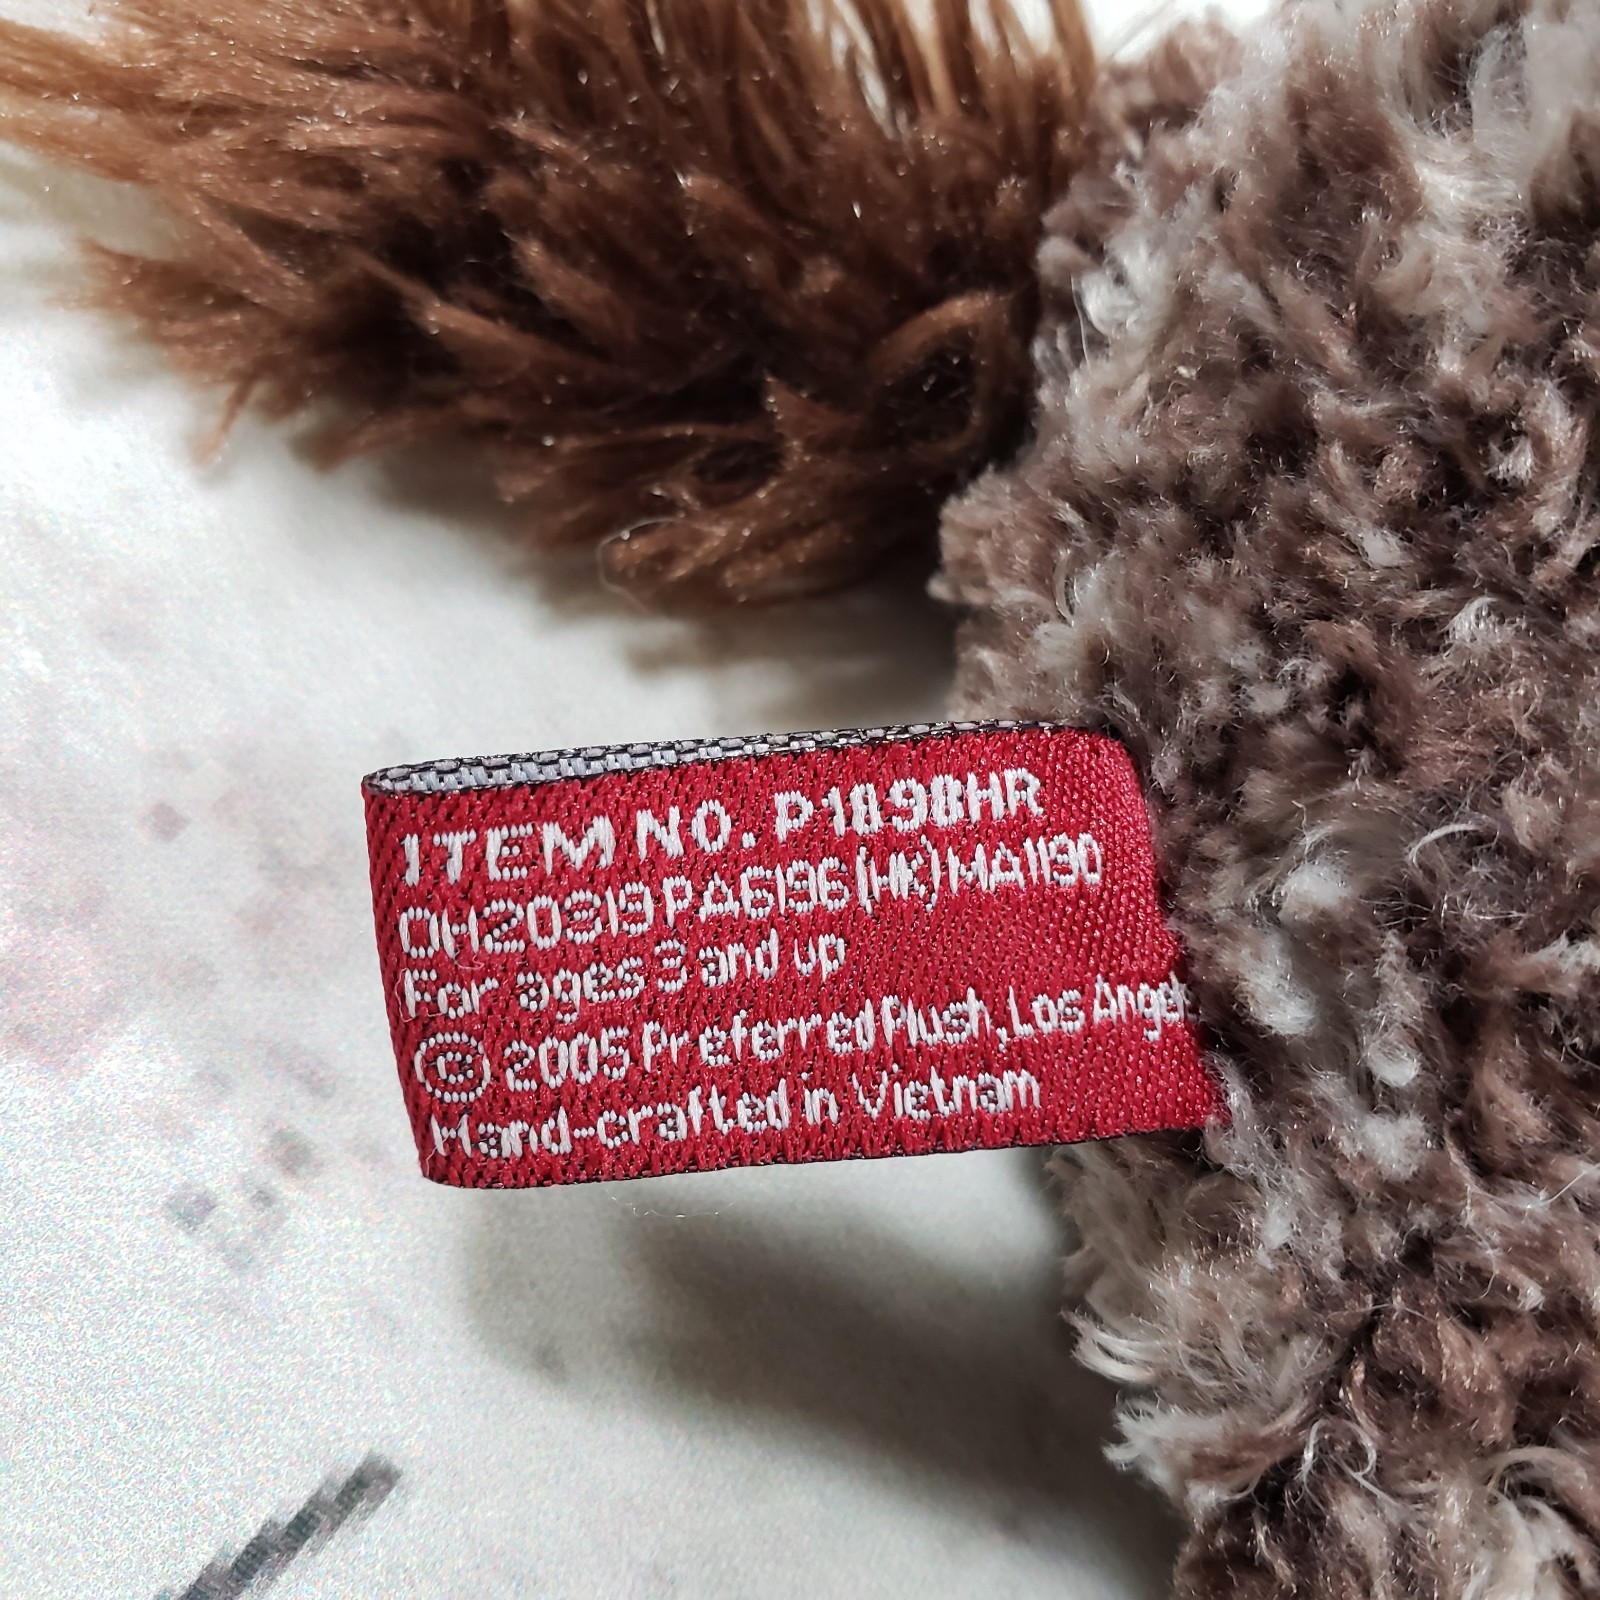 ITEM NO. P1898HR
OH20319 PA6196(HK) MA1190
For ages 3 and up
© 2005 Preferred Plush, Los Angele
Hand-crafted in Vietnam